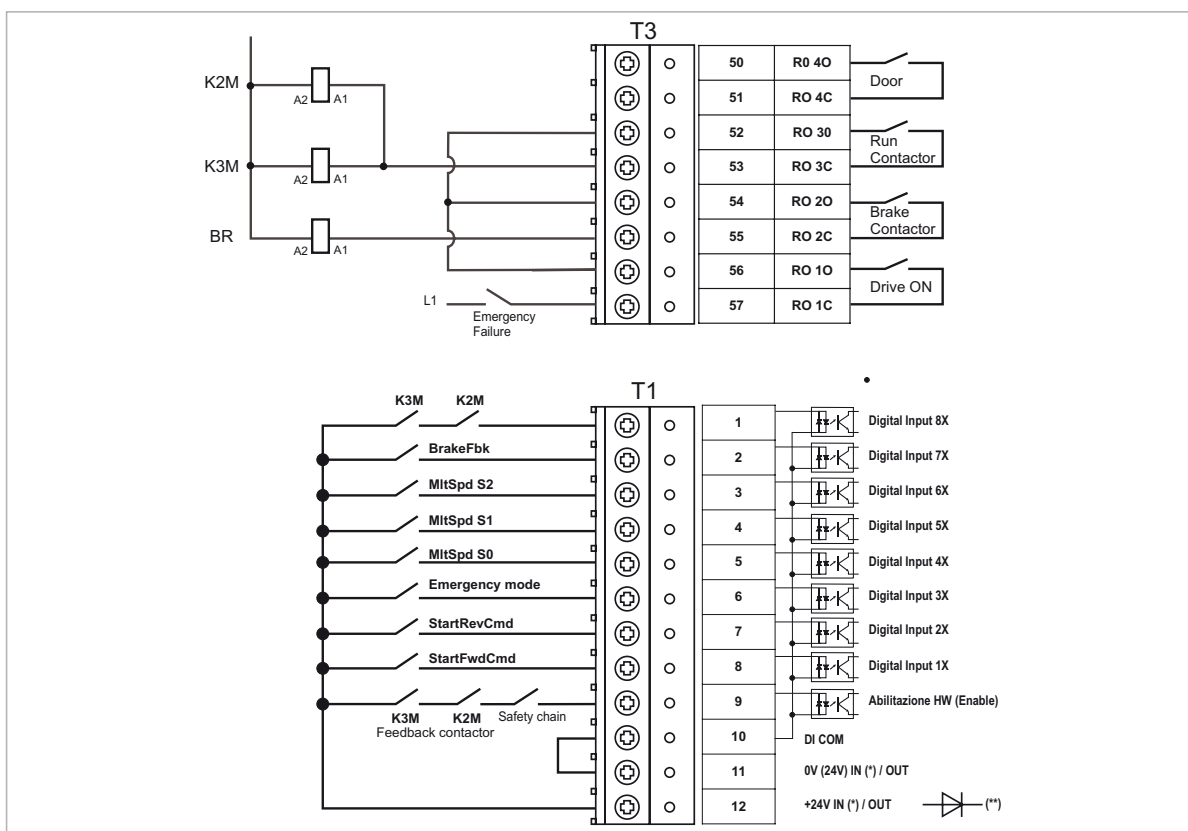 T3
50 R0 4O
Door
51 RO 4C
52 RO 30
Run
Contactor
53 RO 3C
54 RO 2O
Brake
Contactor
55 RO 2C
56 RO 1O
Drive ON
57 RO 1C
K2M
A2 A1
K3M
A2 A1
BR
A2 A1
L1
Emergency
Failure
T1
K3M K2M
1 Digital Input 8X
BrakeFbk
2 Digital Input 7X
MltSpd S2
3 Digital Input 6X
MltSpd S1
4 Digital Input 5X
MltSpd S0
5 Digital Input 4X
Emergency mode
6 Digital Input 3X
StartRevCmd
7 Digital Input 2X
StartFwdCmd
8 Digital Input 1X
9 Abilitazione HW (Enable)
K3M K2M Safety chain
Feedback contactor
10 DI COM
11 0V (24V) IN (*) / OUT
12 +24V IN (*) / OUT (**)